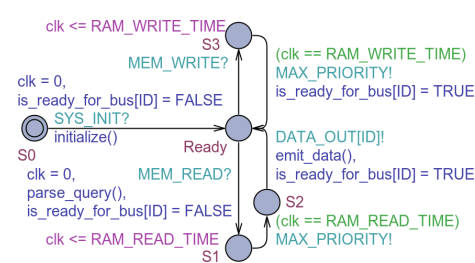 clk <= RAM_WRITE_TIME
S3
MEM_WRITE?
(clk == RAM_WRITE_TIME)
MAX_PRIORITY!
is_ready_for_bus[ID] = TRUE
clk = 0,
is_ready_for_bus[ID] = FALSE
SYS_INIT?
initialize()
S0
Ready
DATA_OUT[ID]!
emit_data(),
is_ready_for_bus[ID] = TRUE
clk = 0,
parse_query(),
is_ready_for_bus[ID] = FALSE
MEM_READ?
S2
(clk == RAM_READ_TIME)
MAX_PRIORITY!
clk <= RAM_READ_TIME
S1